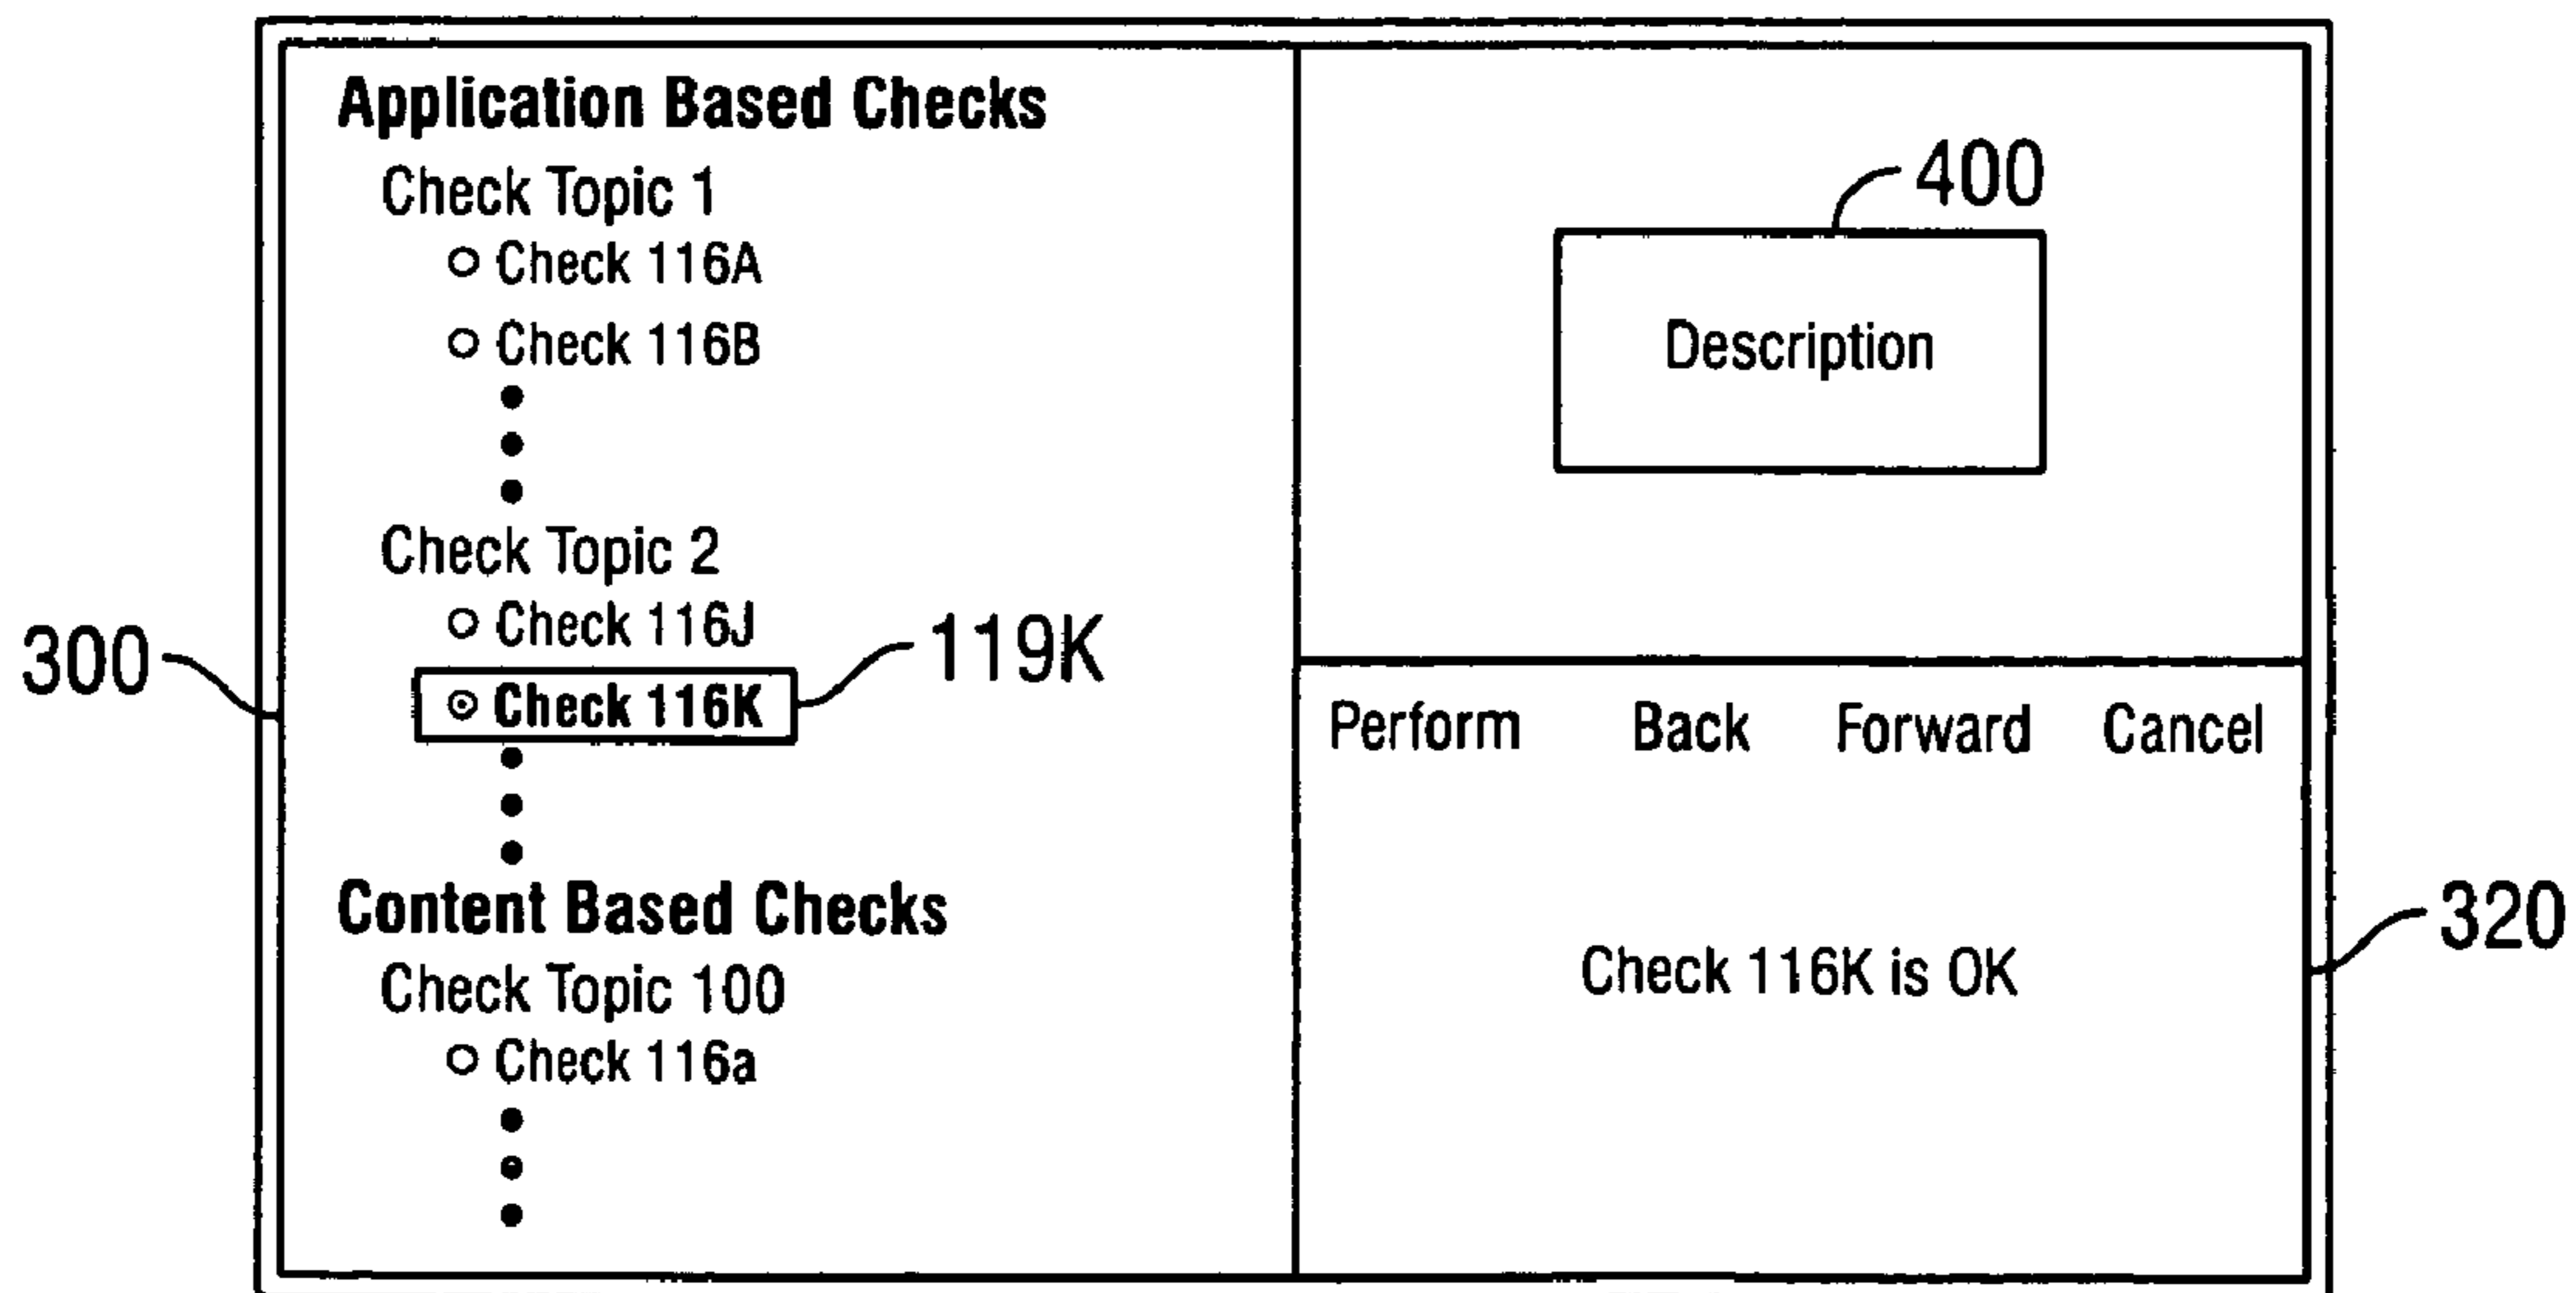 Application Based Checks
Check Topic 1
Check 116A
Check 116B
Check Topic 2
Check 116J
Check 116K
Content Based Checks
Check Topic 100
Check 116a
300
119K
400
Description
Perform Back Forward Cancel
Check 116K is OK
320